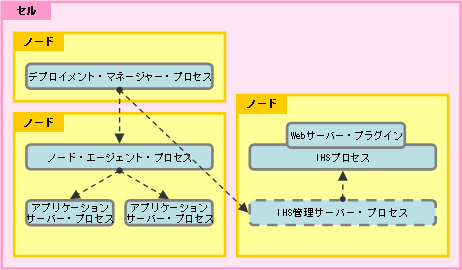 セル
ノード
デプロイメント・マネージャー・プロセス
ノード
ノード・エージェント・プロセス
アプリケーション
サーバー・プロセス
アプリケーション
サーバー・プロセス
ノード
Webサーバー・プラグイン
IHSプロセス
IHS管理サーバー・プロセス